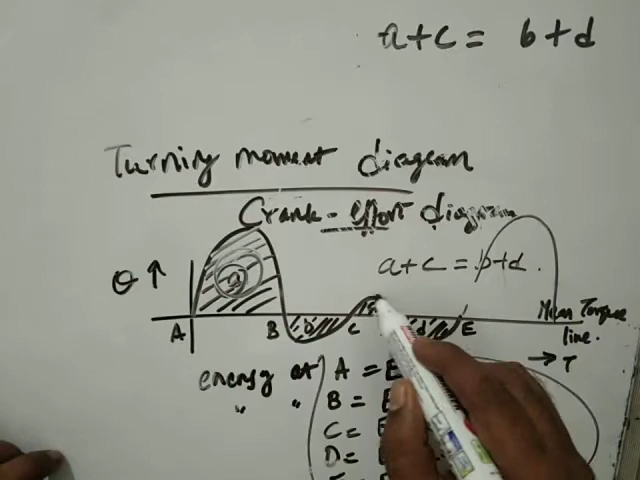 a+c = b+d
Turning moment diagram
Crank-effort diagram
a+c = b+d.
θ ↑
a
A B b C d E
Mean Torque
line.
→ T
energy at A = E
" " B = E
C = E
D =